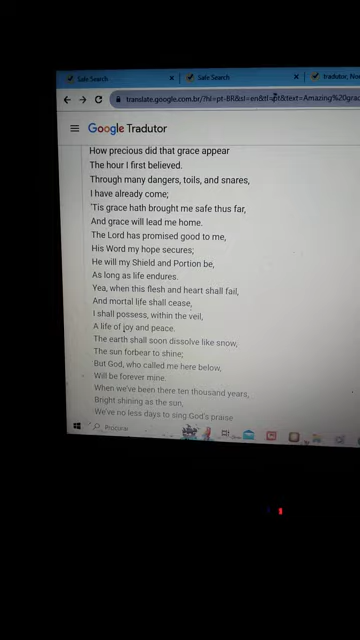 Safe Search
Safe Search
tradutor, No
translate.google.com.br/?hl=pt-BR&sl=en&tl=pt&text=Amazing%20grac
Google Tradutor
How precious did that grace appear
The hour I first believed.
Through many dangers, toils, and snares,
I have already come;
'Tis grace hath brought me safe thus far,
And grace will lead me home.
The Lord has promised good to me,
His Word my hope secures;
He will my Shield and Portion be,
As long as life endures.
Yea, when this flesh and heart shall fail,
And mortal life shall cease,
I shall possess, within the veil,
A life of joy and peace.
The earth shall soon dissolve like snow,
The sun forbear to shine;
But God, who called me here below,
Will be forever mine.
When we've been there ten thousand years,
Bright shining as the sun,
We've no less days to sing God's praise
Procurar